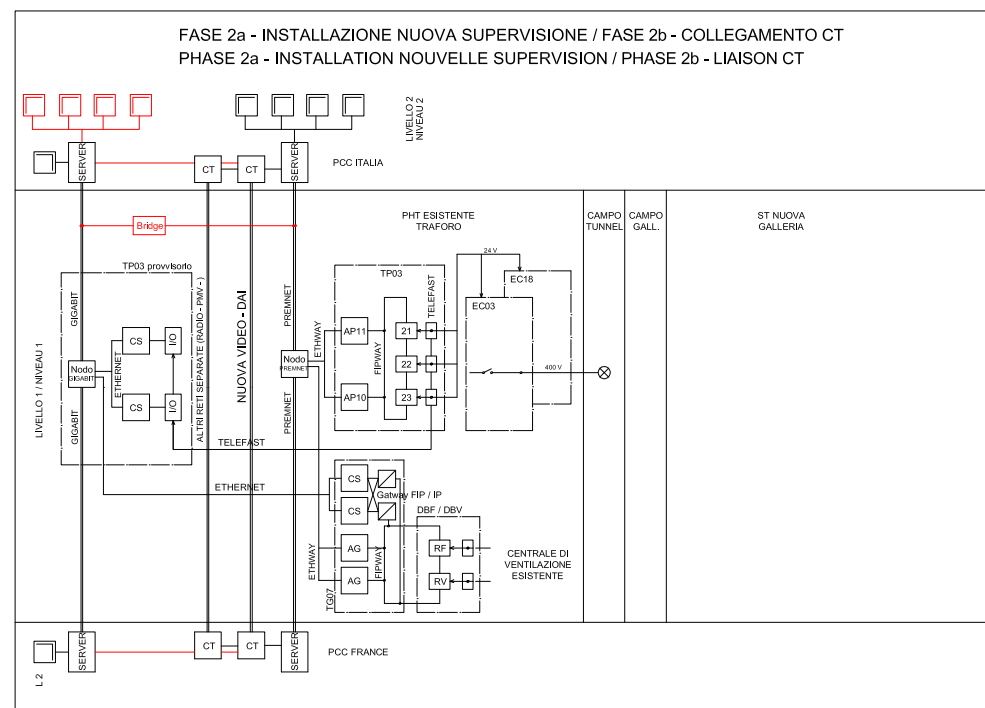 FASE 2a - INSTALLAZIONE NUOVA SUPERVISIONE / FASE 2b - COLLEGAMENTO CT
PHASE 2a - INSTALLATION NOUVELLE SUPERVISION / PHASE 2b - LIAISON CT
LIVELLO 2
NIVEAU 2
SERVER
CT
CT
SERVER
PCC ITALIA
Bridge
PHT ESISTENTE
TRAFORO
CAMPO
TUNNEL
CAMPO
GALL.
ST NUOVA
GALLERIA
LIVELLO 1 / NIVEAU 1
TP03 provvisorio
GIGABIT
CS
I/O
ETHERNET
Nodo
GIGABIT
CS
I/O
GIGABIT
ALTRI RETI SEPARATE (RADIO - PMV - )
NUOVA VIDEO - DAI
PREMNET
Nodo
PREMNET
PREMNET
ETHWAY
TP03
TELEFAST
AP11
FIPWAY
21
22
AP10
23
24 V
EC18
EC03
400 V
TELEFAST
ETHERNET
CS
Gatway FIP / IP
CS
DBF / DBV
ETHWAY
AG
FIPWAY
AG
TG07
RF
RV
CENTRALE DI
VENTILAZIONE
ESISTENTE
L 2
SERVER
CT
CT
SERVER
PCC FRANCE